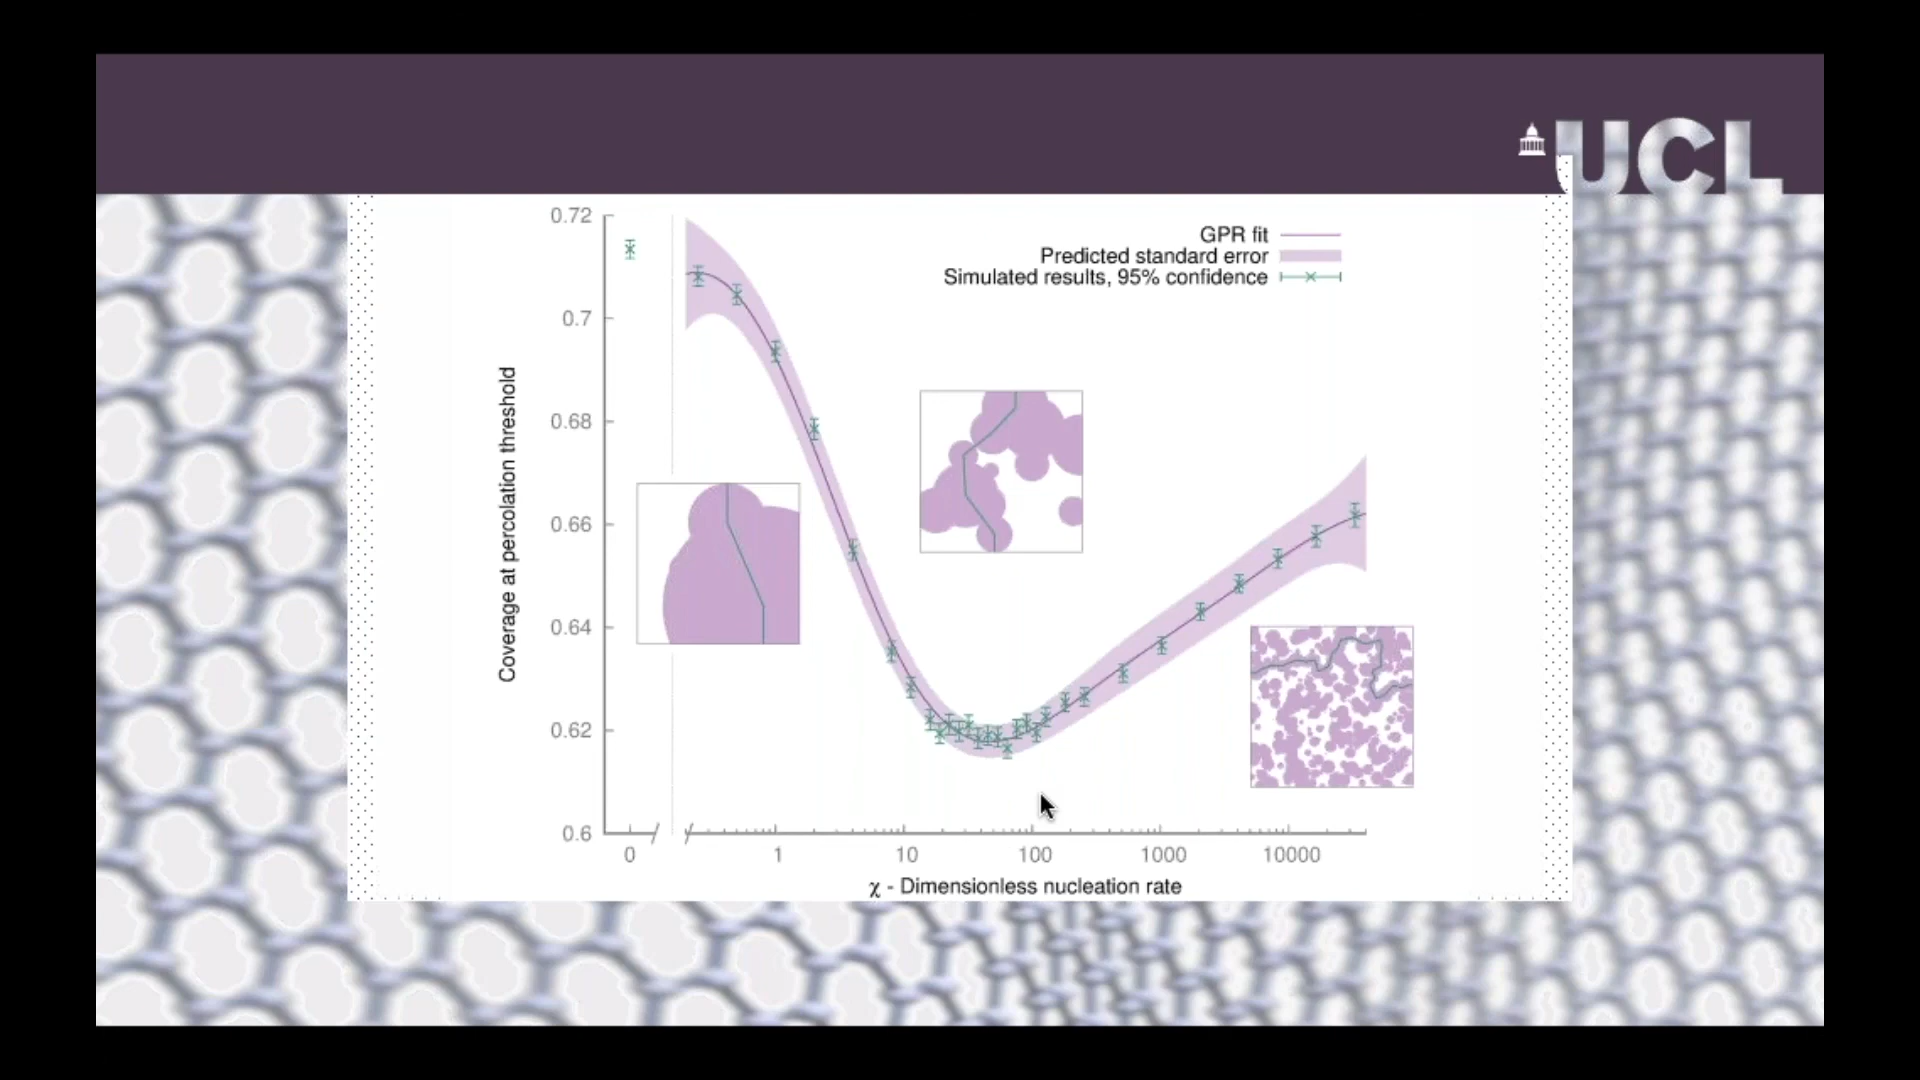 UCL
0.72
0.7
0.68
0.66
0.64
0.62
0.6
Coverage at percolation threshold
GPR fit
Predicted standard error
Simulated results, 95% confidence
0 1 10 100 1000 10000
χ - Dimensionless nucleation rate